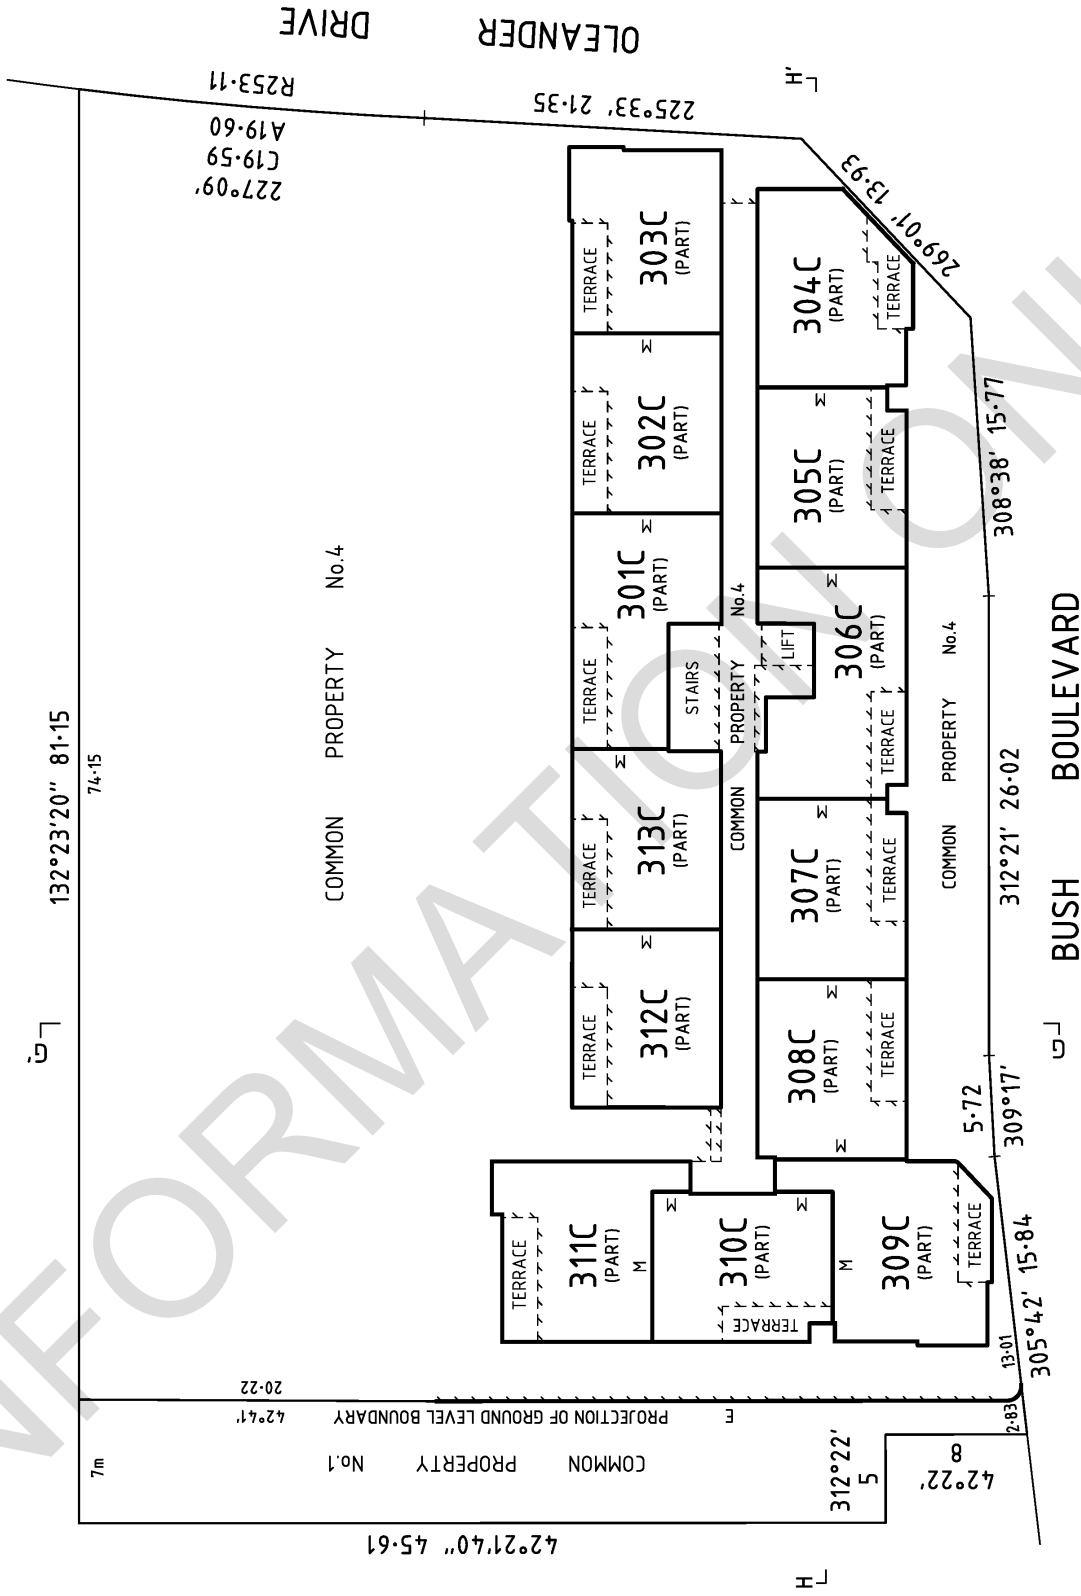 OLEANDER DRIVE
R253·11
A19·60
C19·59
227°09'
225°33' 21·35
H'
269°01' 13·93
303C
(PART)
TERRACE
304C
(PART)
TERRACE
302C
(PART)
TERRACE
M
305C
(PART)
TERRACE
M
308°38' 15·77
301C
(PART)
TERRACE
M
STAIRS
LIFT
306C
(PART)
TERRACE
M
COMMON PROPERTY No.4
COMMON PROPERTY No.4
COMMON PROPERTY No.4
132°23'20" 81·15
74·15
313C
(PART)
TERRACE
M
307C
(PART)
TERRACE
M
312°21' 26·02
BUSH BOULEVARD
312C
(PART)
TERRACE
M
308C
(PART)
TERRACE
M
G'
G
5·72
309°17'
M
311C
(PART)
TERRACE
M
M
310C
(PART)
TERRACE
M
M
309C
(PART)
TERRACE
305°42' 15·84
13·01
2·83
20·22
42°41'
PROJECTION OF GROUND LEVEL BOUNDARY
E
COMMON PROPERTY No.1
7m
312°22'
5
42°22'
8
42°21'40" 45·61
H
INFORMATION ONLY